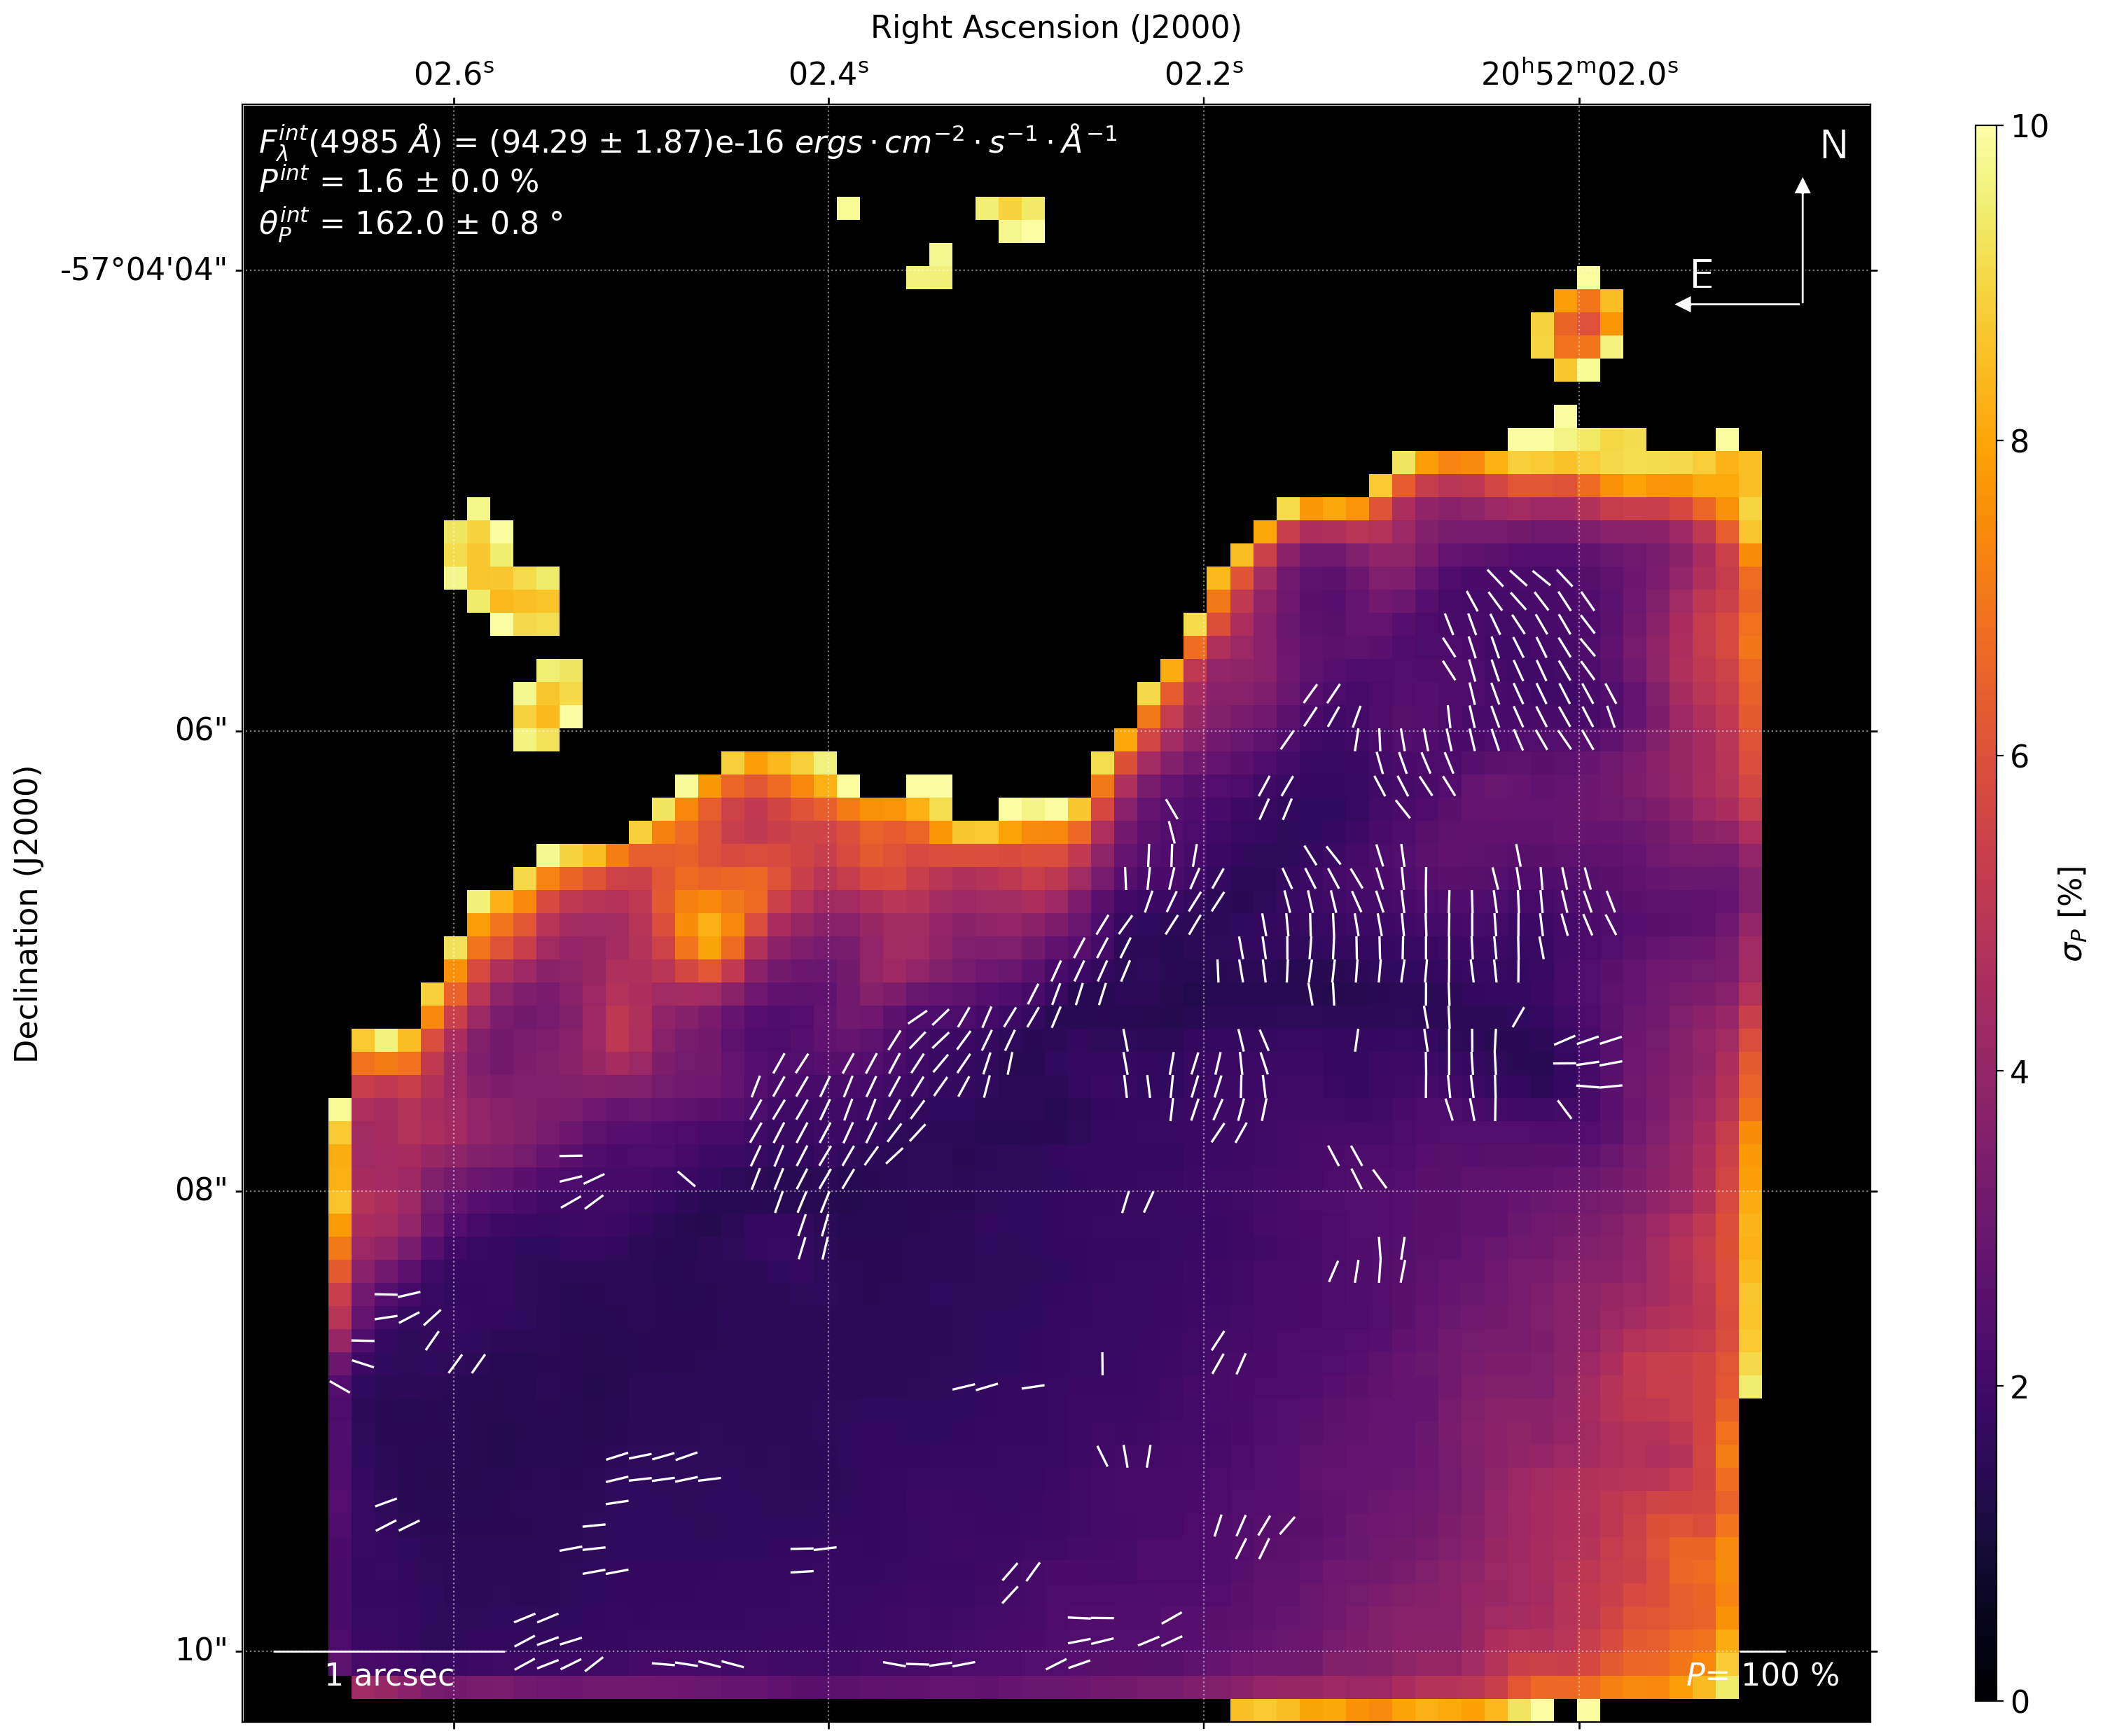 Right Ascension (J2000)
02.6ˢ 02.4ˢ 02.2ˢ 20ʰ52ᵐ02.0ˢ
F_λ^int(4985 Å) = (94.29 ± 1.87)e-16 ergs · cm⁻² · s⁻¹ · Å⁻¹
P^int = 1.6 ± 0.0 %
θ_P^int = 162.0 ± 0.8 °
N
E
-57°04'04"
06"
08"
10"
Declination (J2000)
1 arcsec
P= 100 %
10
8
6
4
2
0
σ_P [%]